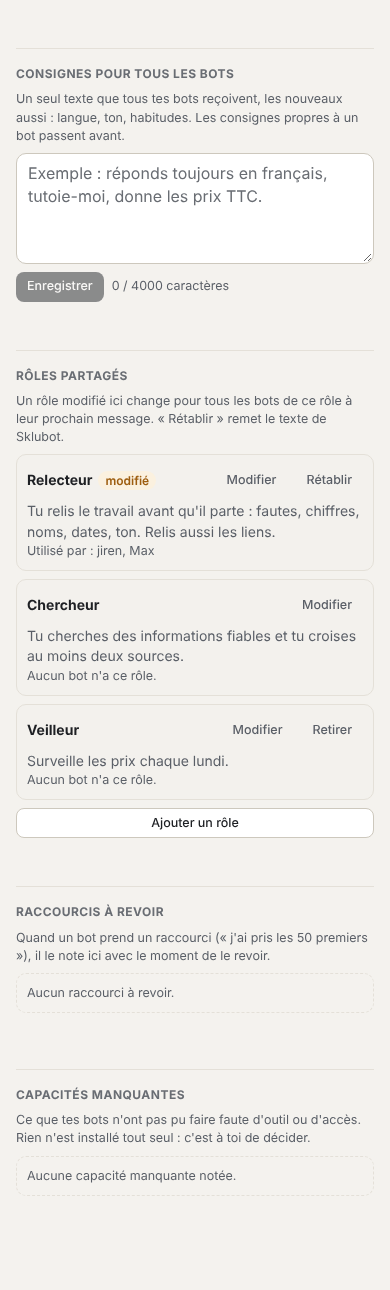 CONSIGNES POUR TOUS LES BOTS
Un seul texte que tous tes bots reçoivent, les nouveaux
aussi : langue, ton, habitudes. Les consignes propres à un
bot passent avant.
Exemple : réponds toujours en français,
tutoie-moi, donne les prix TTC.
Enregistrer 0 / 4000 caractères
RÔLES PARTAGÉS
Un rôle modifié ici change pour tous les bots de ce rôle à
leur prochain message. « Rétablir » remet le texte de
Sklubot.
Relecteur modifié Modifier Rétablir
Tu relis le travail avant qu'il parte : fautes, chiffres,
noms, dates, ton. Relis aussi les liens.
Utilisé par : jiren, Max
Chercheur Modifier
Tu cherches des informations fiables et tu croises
au moins deux sources.
Aucun bot n'a ce rôle.
Veilleur Modifier Retirer
Surveille les prix chaque lundi.
Aucun bot n'a ce rôle.
Ajouter un rôle
RACCOURCIS À REVOIR
Quand un bot prend un raccourci (« j'ai pris les 50 premiers
»), il le note ici avec le moment de le revoir.
Aucun raccourci à revoir.
CAPACITÉS MANQUANTES
Ce que tes bots n'ont pas pu faire faute d'outil ou d'accès.
Rien n'est installé tout seul : c'est à toi de décider.
Aucune capacité manquante notée.